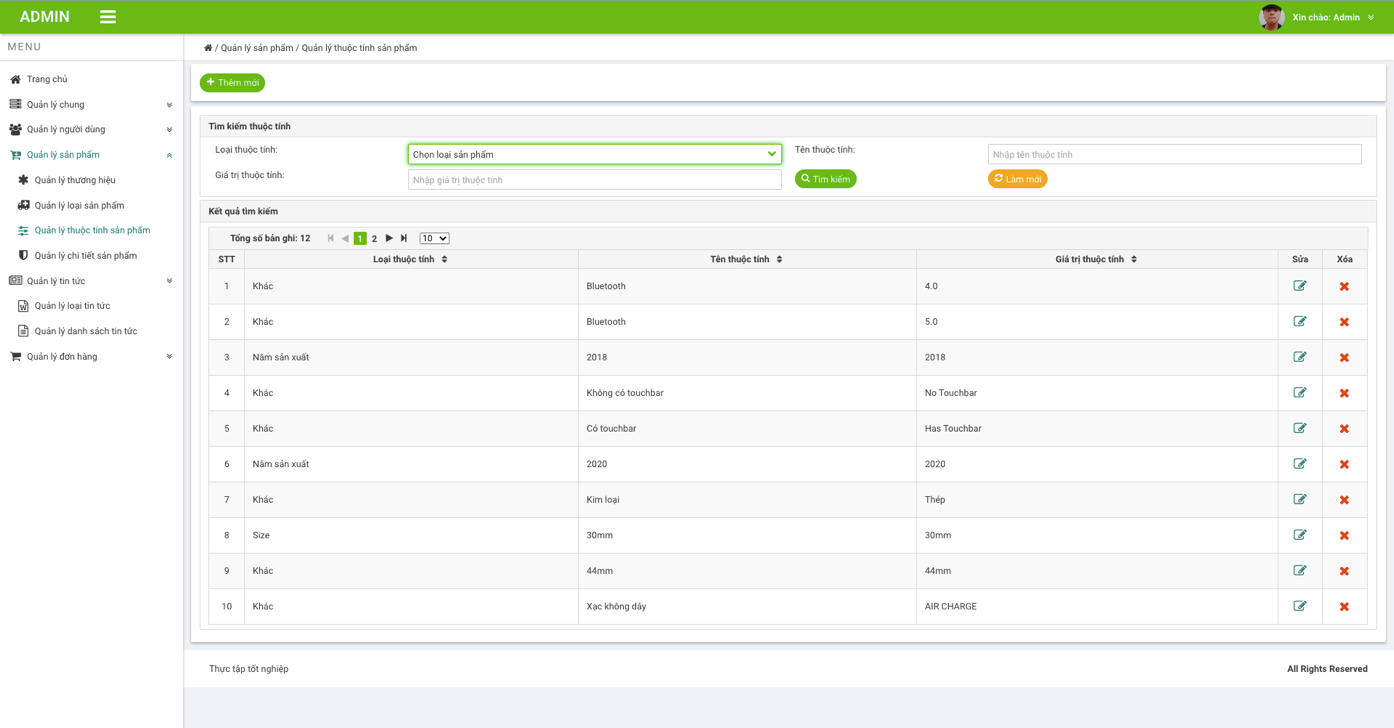 ADMIN
Xin chào: Admin
MENU
/ Quản lý sản phẩm / Quản lý thuộc tính sản phẩm
Trang chủ
Quản lý chung
Quản lý người dùng
Quản lý sản phẩm
Quản lý thương hiệu
Quản lý loại sản phẩm
Quản lý thuộc tính sản phẩm
Quản lý chi tiết sản phẩm
Quản lý tin tức
Quản lý loại tin tức
Quản lý danh sách tin tức
Quản lý đơn hàng
Thêm mới
Tìm kiếm thuộc tính
Loại thuộc tính: Chọn loại sản phẩm Tên thuộc tính: Nhập tên thuộc tính
Giá trị thuộc tính: Nhập giá trị thuộc tính Tìm kiếm Làm mới
Kết quả tìm kiếm
Tổng số bản ghi: 12 1 2 10
STT Loại thuộc tính Tên thuộc tính Giá trị thuộc tính Sửa Xóa
1 Khác Bluetooth 4.0
2 Khác Bluetooth 5.0
3 Năm sản xuất 2018 2018
4 Khác Không có touchbar No Touchbar
5 Khác Có touchbar Has Touchbar
6 Năm sản xuất 2020 2020
7 Khác Kim loại Thép
8 Size 30mm 30mm
9 Khác 44mm 44mm
10 Khác Xạc không dây AIR CHARGE
Thực tập tốt nghiệp All Rights Reserved